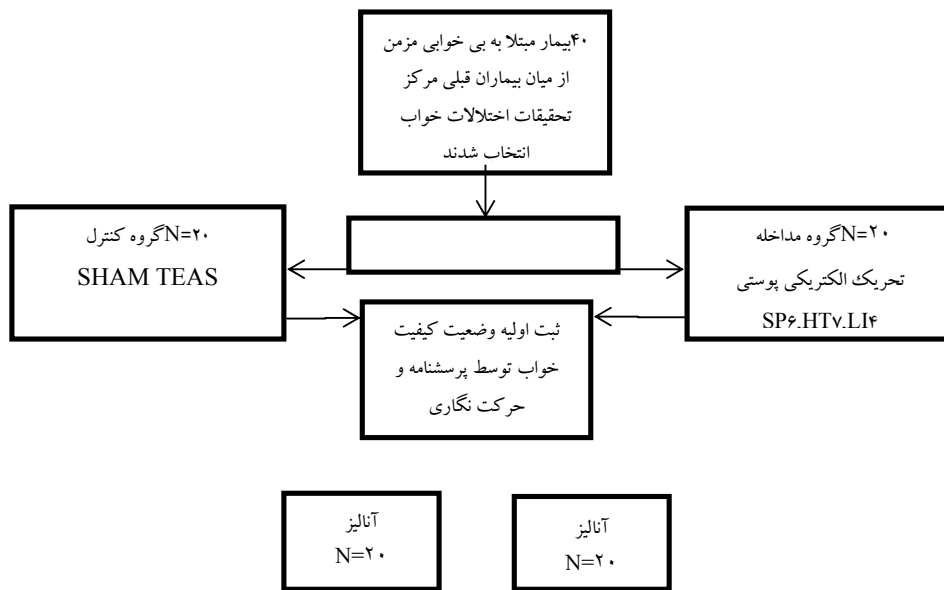 ۴۰بیمار مبتلا به بی خوابی مزمن
از میان بیماران قبلی مرکز
تحقیقات اختلالات خواب
انتخاب شدند
N=۲۰گروه مداخله
تحریک الکتریکی پوستی
SP۶.HT۷.LI۴
N=۲۰گروه کنترل
SHAM TEAS
ثبت اولیه وضعیت کیفیت
خواب توسط پرسشنامه و
حرکت نگاری
آنالیز
N=۲۰
آنالیز
N=۲۰